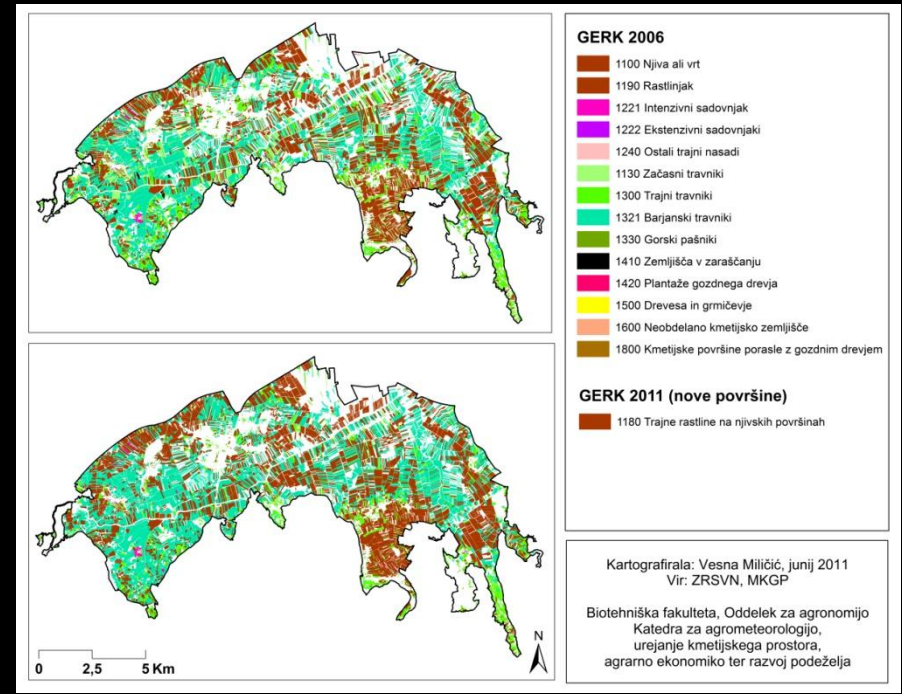 GERK 2006
1100 Njiva ali vrt
1190 Rastlinjak
1221 Intenzivni sadovnjak
1222 Ekstenzivni sadovnjaki
1240 Ostali trajni nasadi
1130 Začasni travniki
1300 Trajni travniki
1321 Barjanski travniki
1330 Gorski pašniki
1410 Zemljišča v zaraščanju
1420 Plantaže gozdnega drevja
1500 Drevesa in grmičevje
1600 Neobdelano kmetijsko zemljišče
1800 Kmetijske površine porasle z gozdnim drevjem
GERK 2011 (nove površine)
1180 Trajne rastline na njivskih površinah
Kartografirala: Vesna Miličić, junij 2011
Vir: ZRSVN, MKGP
Biotehniška fakulteta, Oddelek za agronomijo
Katedra za agrometeorologijo,
urejanje kmetijskega prostora,
agrarno ekonomiko ter razvoj podeželja
N
0 2,5 5 Km